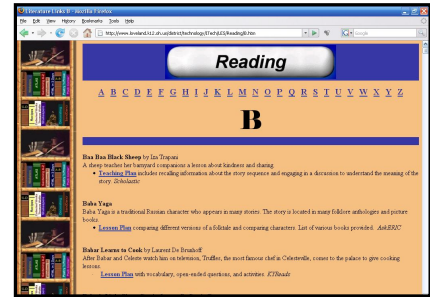 Literature Links B - Mozilla Firefox
File Edit View History Bookmarks Tools Help
Google
Reading
A B C D E F G H I J K L M N O P Q R S T U V W X Y Z
B
Baa Baa Black Sheep by Iza Trapani
A sheep teaches her barnyard companions a lesson about kindness and sharing.
Teaching Plan includes recalling information about the story sequence and engaging in a discussion to understand the meaning of the
story. Scholastic
Baba Yaga
Baba Yaga is a traditional Russian character who appears in many stories. The story is located in many folklore anthologies and picture
books.
Lesson Plan comparing different versions of a folktale and comparing characters. List of various books provided. AskERIC
Babar Learns to Cook by Laurent De Brunhoff
After Babar and Celeste watch him on television, Truffles, the most famous chef in Celesteville, comes to the palace to give cooking
lessons.
Lesson Plan with vocabulary, open-ended questions, and activities. KTReads